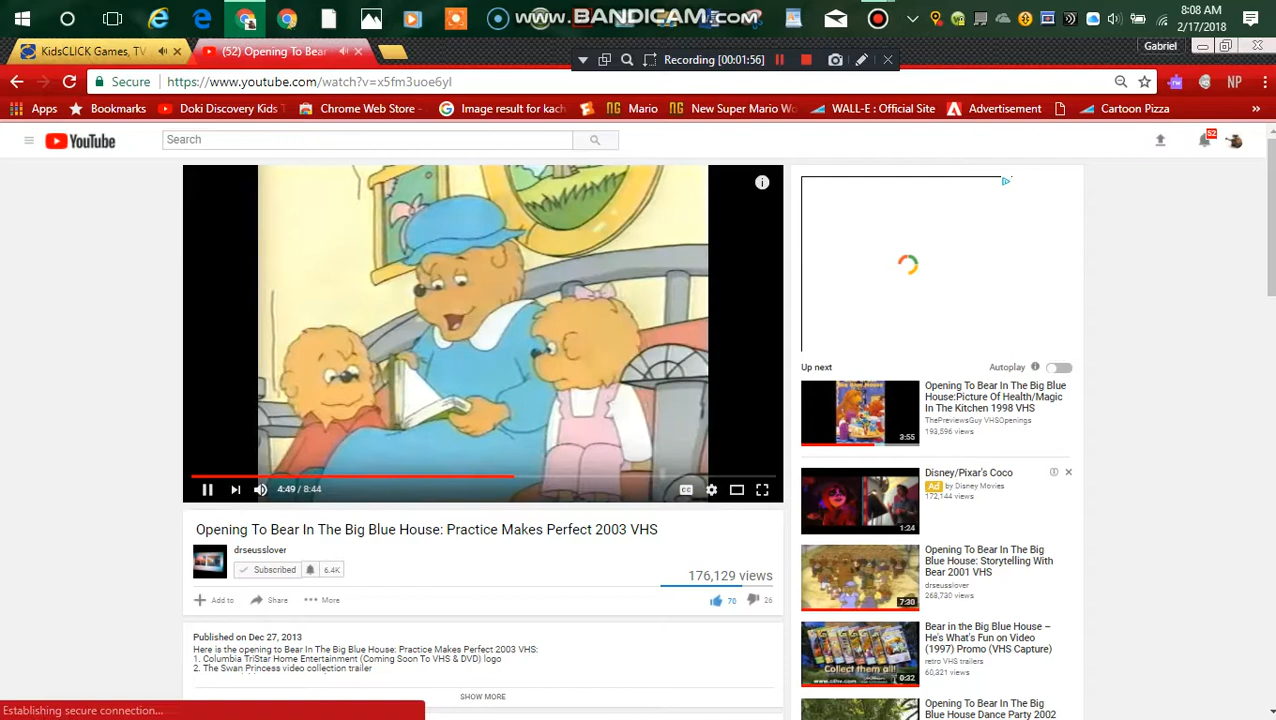 www.BANDICAM.com
8:08 AM
2/17/2018
KidsCLICK Games, TV
(52) Opening To Bear
Recording [00:01:56]
Gabriel
Secure
https://www.youtube.com/watch?v=x5fm3uoe6yI
NP
Apps
Bookmarks
Doki Discovery Kids
Chrome Web Store -
Image result for kach
Mario
New Super Mario Wo
WALL-E : Official Site
Advertisement
Cartoon Pizza
YouTube
Search
52
4:49 / 8:44
CC
Opening To Bear In The Big Blue House: Practice Makes Perfect 2003 VHS
drseusslover
Subscribed
6.4K
176,129 views
Add to
Share
More
70
26
Published on Dec 27, 2013
Here is the opening to Bear In The Big Blue House: Practice Makes Perfect 2003 VHS:
1. Columbia TriStar Home Entertainment (Coming Soon To VHS & DVD) logo
2. The Swan Princess video collection trailer
SHOW MORE
Up next
Autoplay
Opening To Bear In The Big Blue
House:Picture Of Health/Magic
In The Kitchen 1998 VHS
ThePreviewsGuy VHSOpenings
193,596 views
3:55
Disney/Pixar's Coco
Ad by Disney Movies
172,144 views
1:24
Opening To Bear In The Big
Blue House: Storytelling With
Bear 2001 VHS
drseusslover
268,730 views
7:30
Bear in the Big Blue House –
He's What's Fun on Video
(1997) Promo (VHS Capture)
retro VHS trailers
60,321 views
Collect them all!
0:32
Opening To Bear In The Big
Blue House Dance Party 2002
Establishing secure connection...